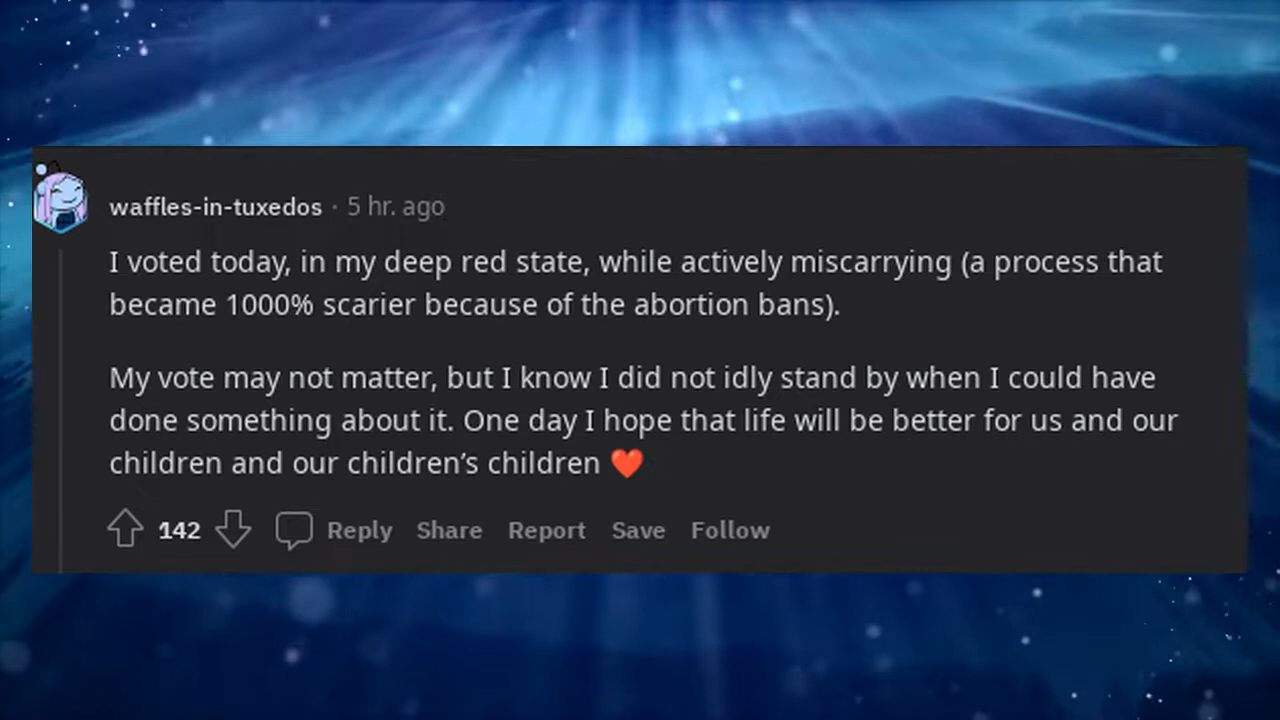 waffles-in-tuxedos · 5 hr. ago
I voted today, in my deep red state, while actively miscarrying (a process that
became 1000% scarier because of the abortion bans).
My vote may not matter, but I know I did not idly stand by when I could have
done something about it. One day I hope that life will be better for us and our
children and our children’s children ❤️
142 Reply Share Report Save Follow